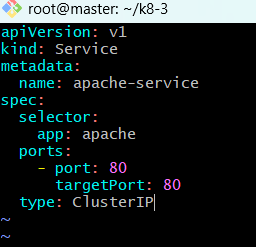 root@master: ~/k8-3
apiVersion: v1
kind: Service
metadata:
  name: apache-service
spec:
  selector:
    app: apache
  ports:
    - port: 80
      targetPort: 80
  type: ClusterIP
~
~